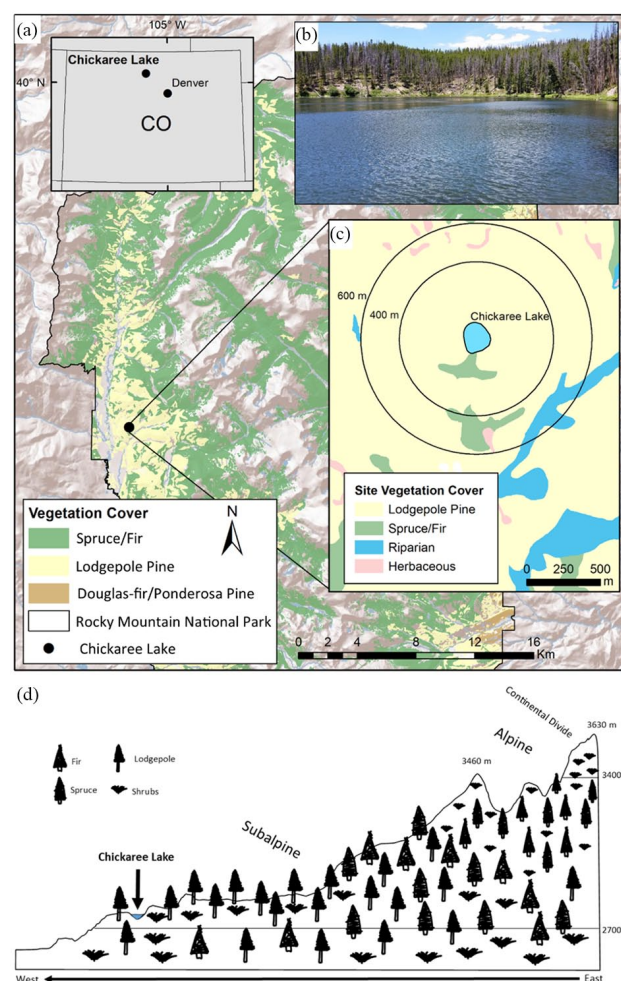 (a)
105° W
Chickaree Lake
40° N
Denver
CO
(b)
(c)
600 m
400 m
Chickaree Lake
Site Vegetation Cover
Lodgepole Pine
Spruce/Fir
Riparian
Herbaceous
0 300 600
m
Vegetation Cover
N
Spruce/Fir
Lodgepole Pine
Douglas-fir/Ponderosa Pine
Rocky Mountain National Park
Chickaree Lake
0 2 4 8 12 16
Km
(d)
Continental Divide
3630 m
Alpine
Fir
Lodgepole
3460 m
3400
Spruce
Shrubs
Subalpine
Chickaree Lake
2700
West
East